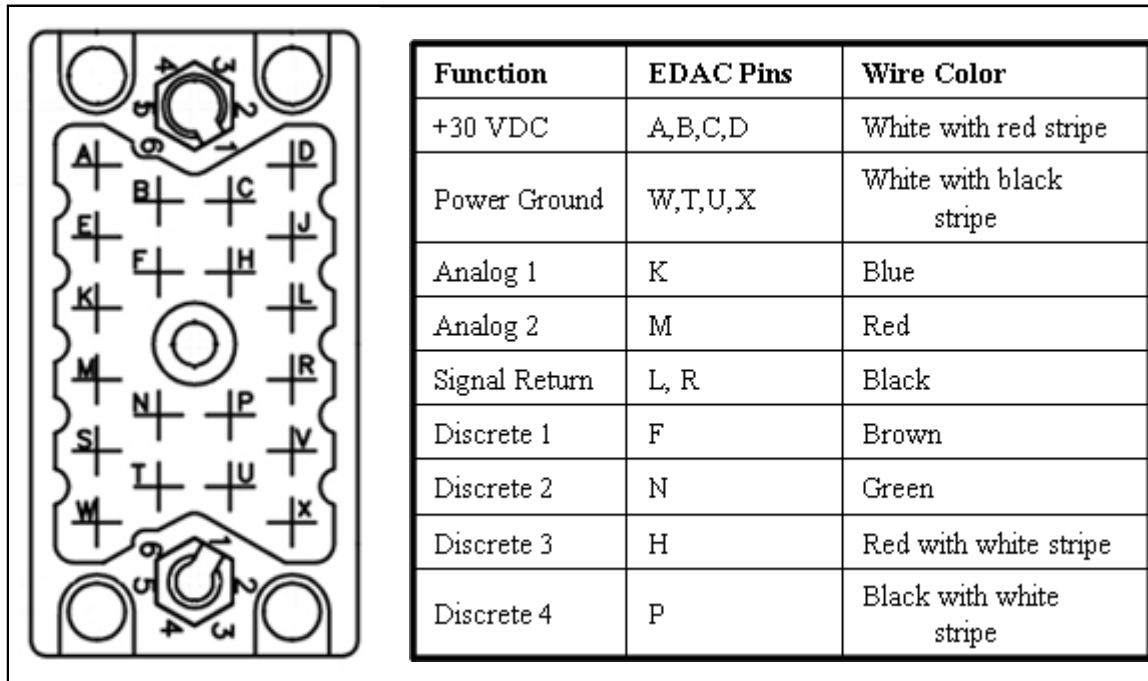 4 3
5 2
6 1
A D
B C
E J
F H
K L
M R
N P
S V
T U
W X
6 1
5 2
4 3
Function EDAC Pins Wire Color
+30 VDC A,B,C,D White with red stripe
Power Ground W,T,U,X White with black
stripe
Analog 1 K Blue
Analog 2 M Red
Signal Return L, R Black
Discrete 1 F Brown
Discrete 2 N Green
Discrete 3 H Red with white stripe
Discrete 4 P Black with white
stripe